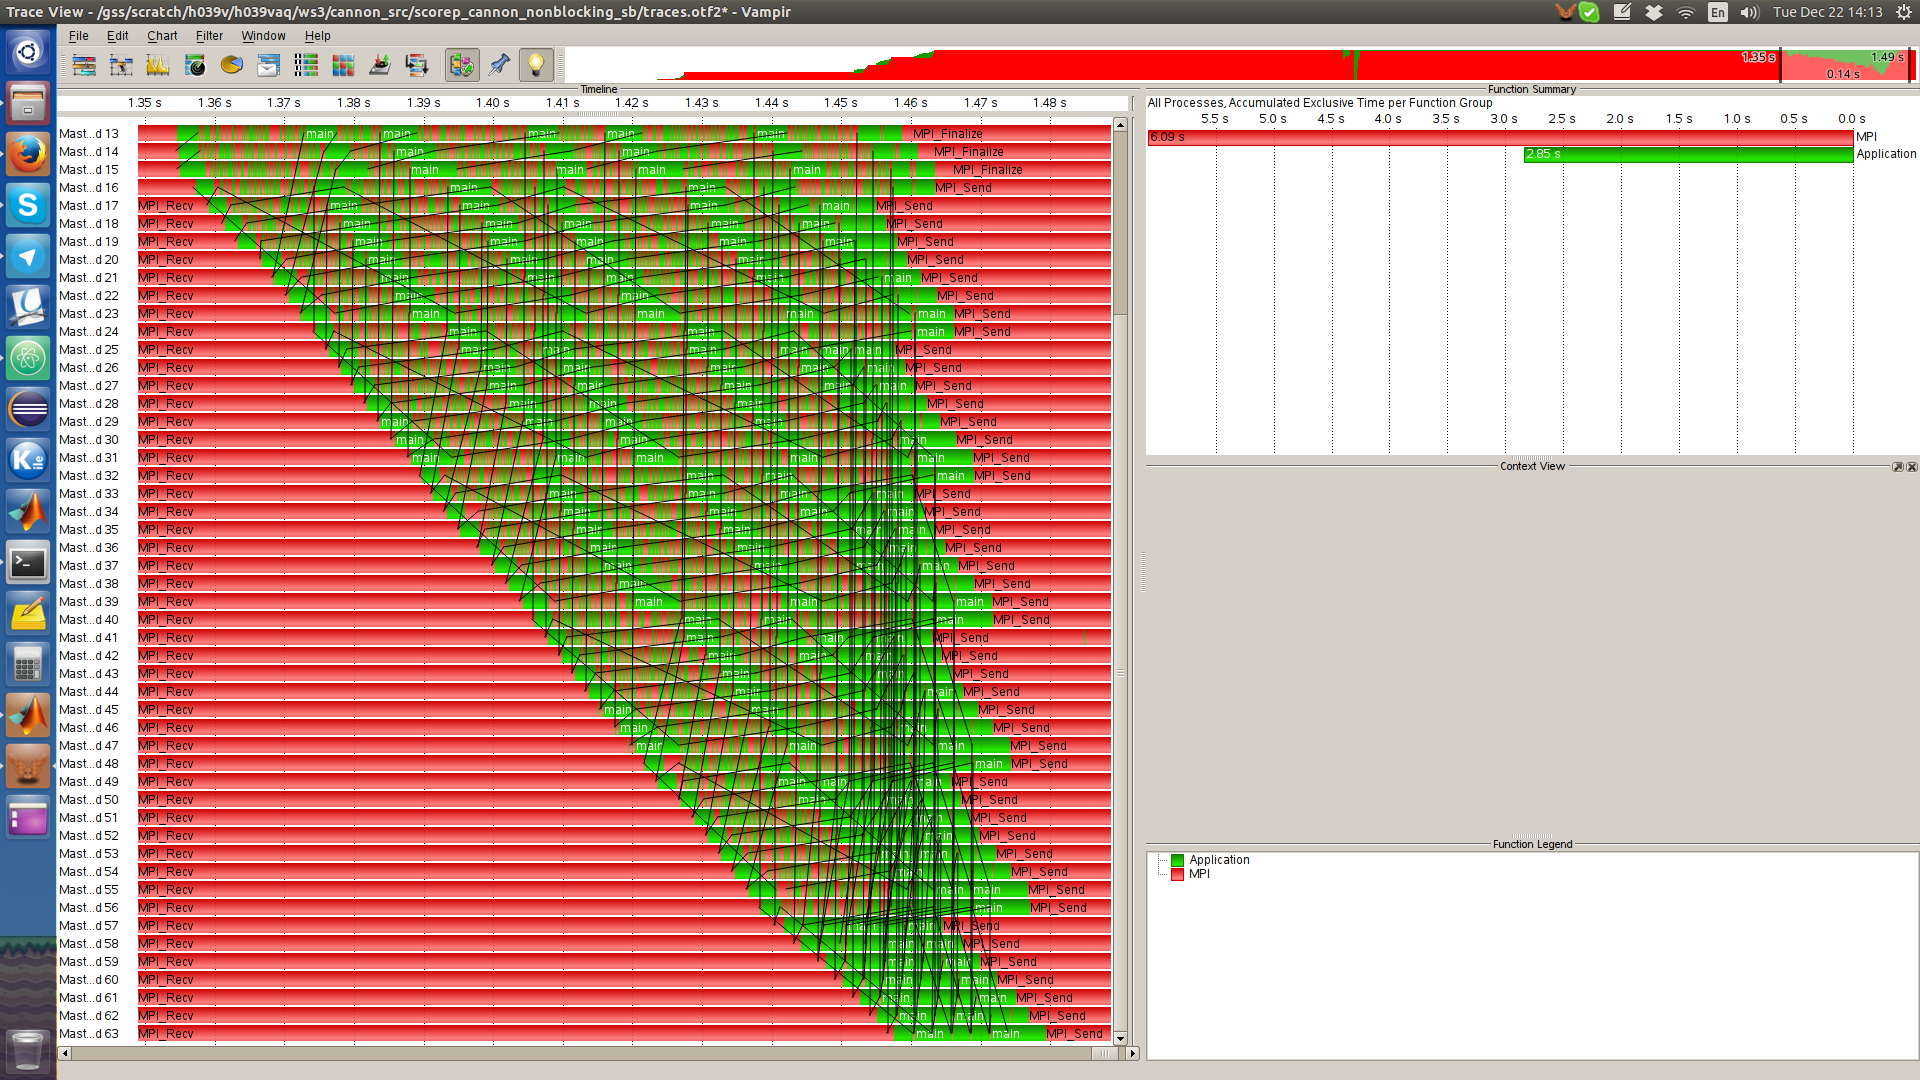 Trace View - /gss/scratch/h039v/h039vaq/ws3/cannon_src/scorep_cannon_nonblocking_sb/traces.otf2* - Vampir
En
Tue Dec 22 14:13
File Edit Chart Filter Window Help
1.35 s 1.49 s
0.14 s
Timeline
1.35 s 1.36 s 1.37 s 1.38 s 1.39 s 1.40 s 1.41 s 1.42 s 1.43 s 1.44 s 1.45 s 1.46 s 1.47 s 1.48 s
Mast...d 13 main main main main main MPI_Finalize
Mast...d 14 main main MPI_Finalize
Mast...d 15 main main main main MPI_Finalize
Mast...d 16 main main MPI_Send
Mast...d 17 MPI_Recv main main main main MPI_Send
Mast...d 18 MPI_Recv main main main main MPI_Send
Mast...d 19 MPI_Recv main main main main main MPI_Send
Mast...d 20 MPI_Recv main main main MPI_Send
Mast...d 21 MPI_Recv main main main main main MPI_Send
Mast...d 22 MPI_Recv main main MPI_Send
Mast...d 23 MPI_Recv main main main main MPI_Send
Mast...d 24 MPI_Recv main main main MPI_Send
Mast...d 25 MPI_Recv main main main main main main MPI_Send
Mast...d 26 MPI_Recv main main main main MPI_Send
Mast...d 27 MPI_Recv main main main main main MPI_Send
Mast...d 28 MPI_Recv main main main MPI_Send
Mast...d 29 MPI_Recv main main main MPI_Send
Mast...d 30 MPI_Recv main main main MPI_Send
Mast...d 31 MPI_Recv main main main main main MPI_Send
Mast...d 32 MPI_Recv main main main MPI_Send
Mast...d 33 MPI_Recv main main main MPI_Send
Mast...d 34 MPI_Recv main main main MPI_Send
Mast...d 35 MPI_Recv main main main main MPI_Send
Mast...d 36 MPI_Recv main main main MPI_Send
Mast...d 37 MPI_Recv main main main MPI_Send
Mast...d 38 MPI_Recv main MPI_Send
Mast...d 39 MPI_Recv main main main MPI_Send
Mast...d 40 MPI_Recv main main main MPI_Send
Mast...d 41 MPI_Recv main main main MPI_Send
Mast...d 42 MPI_Recv main main main MPI_Send
Mast...d 43 MPI_Recv main main MPI_Send
Mast...d 44 MPI_Recv main main MPI_Send
Mast...d 45 MPI_Recv main MPI_Send
Mast...d 46 MPI_Recv main main MPI_Send
Mast...d 47 MPI_Recv main main main MPI_Send
Mast...d 48 MPI_Recv main MPI_Send
Mast...d 49 MPI_Recv main main main MPI_Send
Mast...d 50 MPI_Recv main main MPI_Send
Mast...d 51 MPI_Recv main MPI_Send
Mast...d 52 MPI_Recv main MPI_Send
Mast...d 53 MPI_Recv main main MPI_Send
Mast...d 54 MPI_Recv main MPI_Send
Mast...d 55 MPI_Recv main main MPI_Send
Mast...d 56 MPI_Recv main MPI_Send
Mast...d 57 MPI_Recv main main MPI_Send
Mast...d 58 MPI_Recv main main MPI_Send
Mast...d 59 MPI_Recv main main MPI_Send
Mast...d 60 MPI_Recv main main MPI_Send
Mast...d 61 MPI_Recv main main MPI_Send
Mast...d 62 MPI_Recv main main MPI_Send
Mast...d 63 MPI_Recv main main MPI_Send
Function Summary
All Processes, Accumulated Exclusive Time per Function Group
5.5 s 5.0 s 4.5 s 4.0 s 3.5 s 3.0 s 2.5 s 2.0 s 1.5 s 1.0 s 0.5 s 0.0 s
6.09 s MPI
2.85 s Application
Context View
Function Legend
Application
MPI